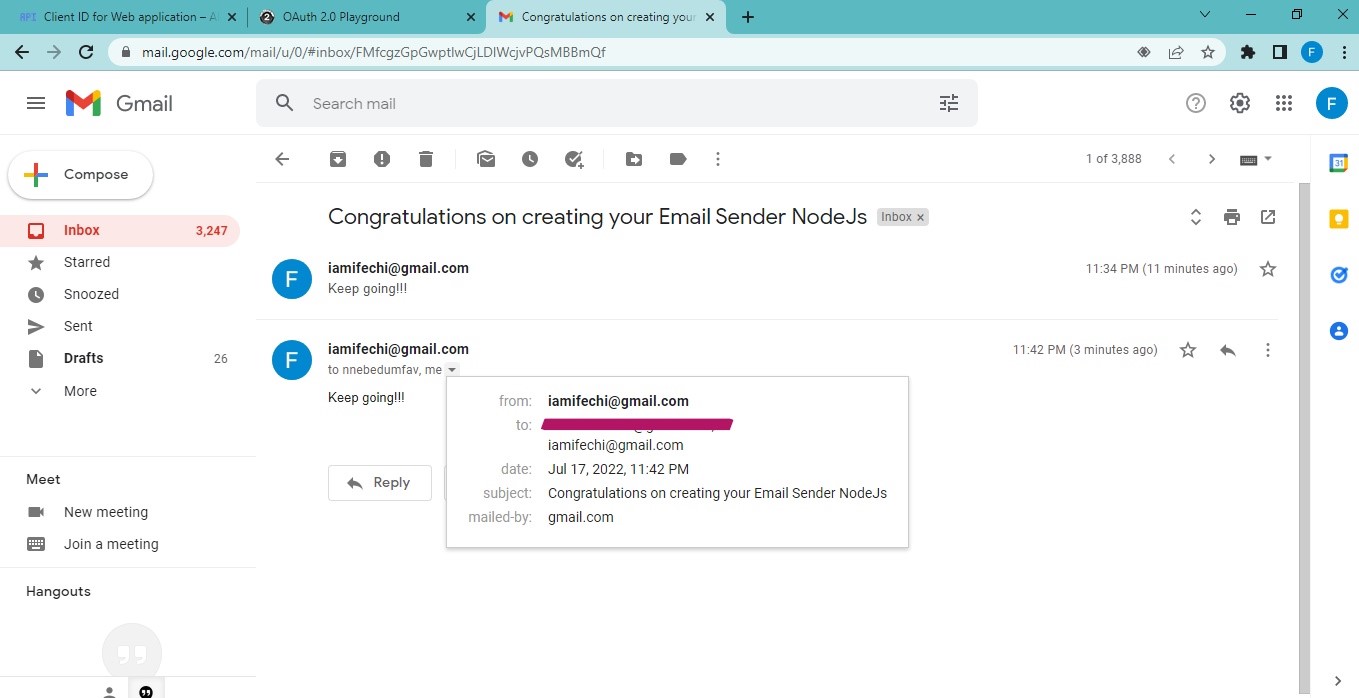 Client ID for Web application – A
OAuth 2.0 Playground
Congratulations on creating your
mail.google.com/mail/u/0/#inbox/FMfcgzGpGwptlwCjLDlWcjvPQsMBBmQf
F
Gmail
Search mail
F
Compose
1 of 3,888
31
Congratulations on creating your Email Sender NodeJs
Inbox ×
Inbox 3,247
Starred
Snoozed
Sent
Drafts 26
More
F
iamifechi@gmail.com
11:34 PM (11 minutes ago)
Keep going!!!
F
iamifechi@gmail.com
11:42 PM (3 minutes ago)
to nnebedumfav, me
Keep going!!!
from: iamifechi@gmail.com
to:
iamifechi@gmail.com
date: Jul 17, 2022, 11:42 PM
subject: Congratulations on creating your Email Sender NodeJs
mailed-by: gmail.com
Reply
Meet
New meeting
Join a meeting
Hangouts